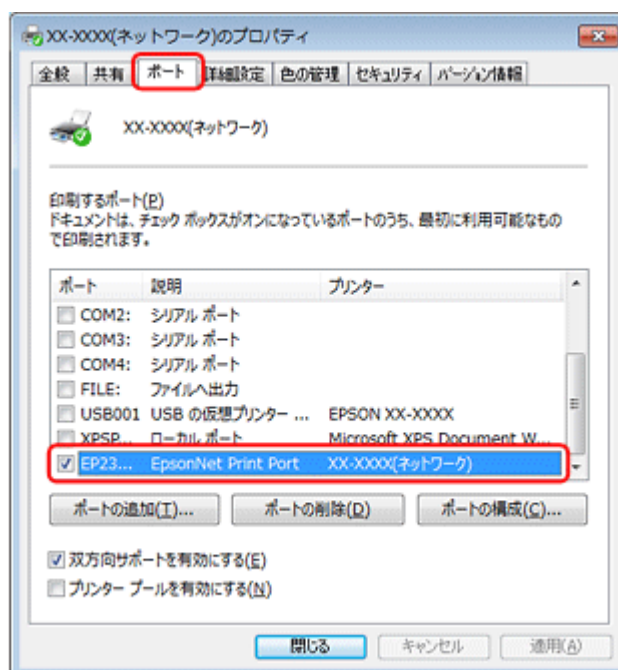 XX-XXXX(ネットワーク)のプロパティ
全般 共有 ポート 詳細設定 色の管理 セキュリティ バージョン情報
XX-XXXX(ネットワーク)
印刷するポート(P)
ドキュメントは、チェック ボックスがオンになっているポートのうち、最初に利用可能なもの
で印刷されます。
ポート 説明 プリンター
COM2: シリアル ポート
COM3: シリアル ポート
COM4: シリアル ポート
FILE: ファイルへ出力
USB001 USB の仮想プリンター ... EPSON XX-XXXX
XPSP... ローカル ポート Microsoft XPS Document W...
EP23... EpsonNet Print Port XX-XXXX(ネットワーク)
ポートの追加(T)... ポートの削除(D) ポートの構成(C)...
双方向サポートを有効にする(E)
プリンター プールを有効にする(N)
閉じる キャンセル 適用(A)